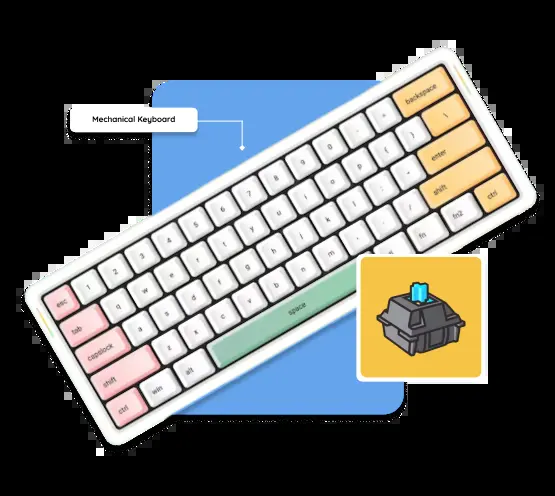 Mechanical Keyboard
esc 1 2 3 4 5 6 7 8 9 0 - + backspace
tab q w e r t y u i o p { } \
capslock a s d f g h j k l ; enter
shift z x c v b n m , . / shift
ctrl win alt space fn fn2 ctrl